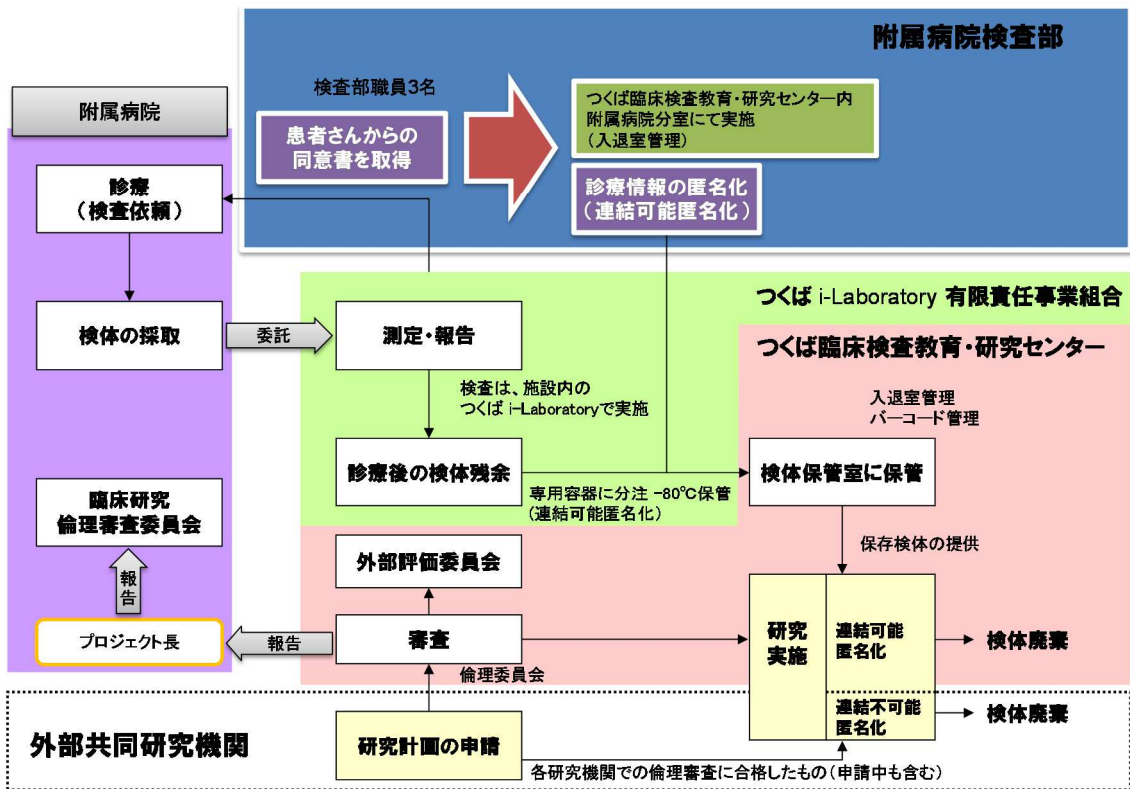 附属病院検査部
検査部職員3名
患者さんからの
同意書を取得
つくば臨床検査教育・研究センター内
附属病院分室にて実施
(入退室管理)
診療情報の匿名化
(連結可能匿名化)
附属病院
診療
(検査依頼)
検体の採取
委託
つくば i-Laboratory 有限責任事業組合
測定・報告
検査は、施設内の
つくば i-Laboratoryで実施
診療後の検体残余
専用容器に分注 -80℃保管
(連結可能匿名化)
つくば臨床検査教育・研究センター
入退室管理
バーコード管理
検体保管室に保管
保存検体の提供
臨床研究
倫理審査委員会
報告
プロジェクト長
報告
外部評価委員会
審査
倫理委員会
研究
実施
連結可能
匿名化
検体廃棄
連結不可能
匿名化
検体廃棄
外部共同研究機関
研究計画の申請
各研究機関での倫理審査に合格したもの(申請中も含む)